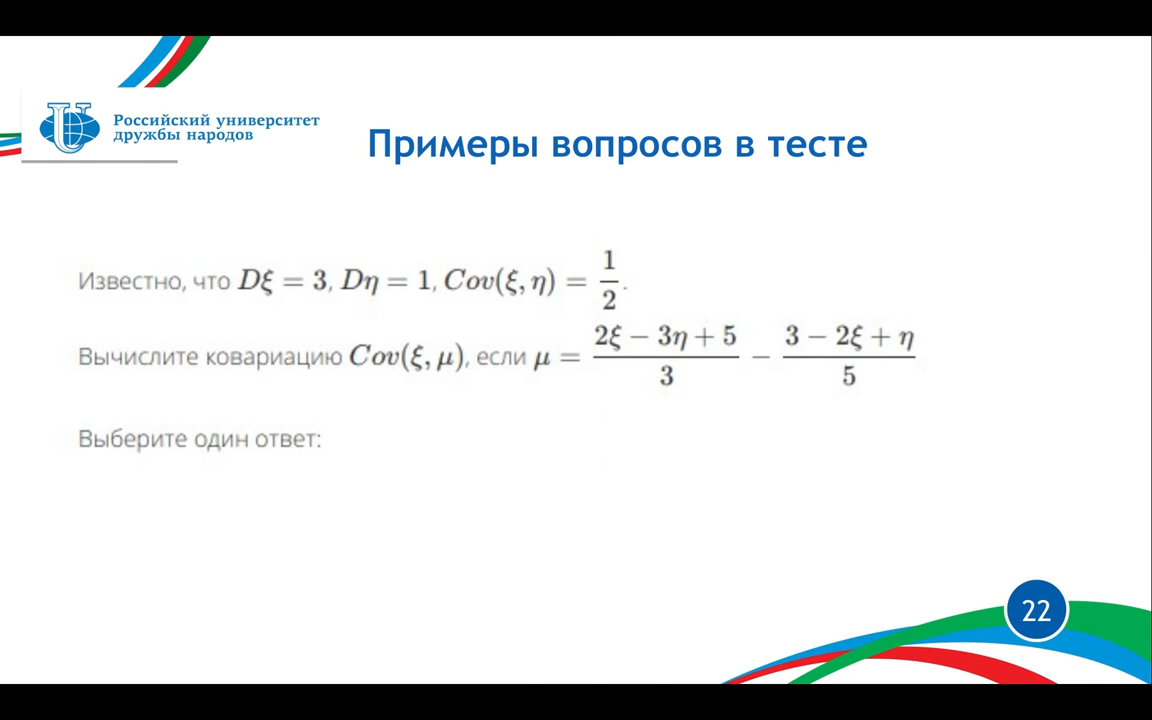 Российский университет
дружбы народов
Примеры вопросов в тесте
Известно, что Dξ = 3, Dη = 1, Cov(ξ, η) = 1/2.
Вычислите ковариацию Cov(ξ, μ), если μ = (2ξ − 3η + 5)/3 − (3 − 2ξ + η)/5
Выберите один ответ:
22